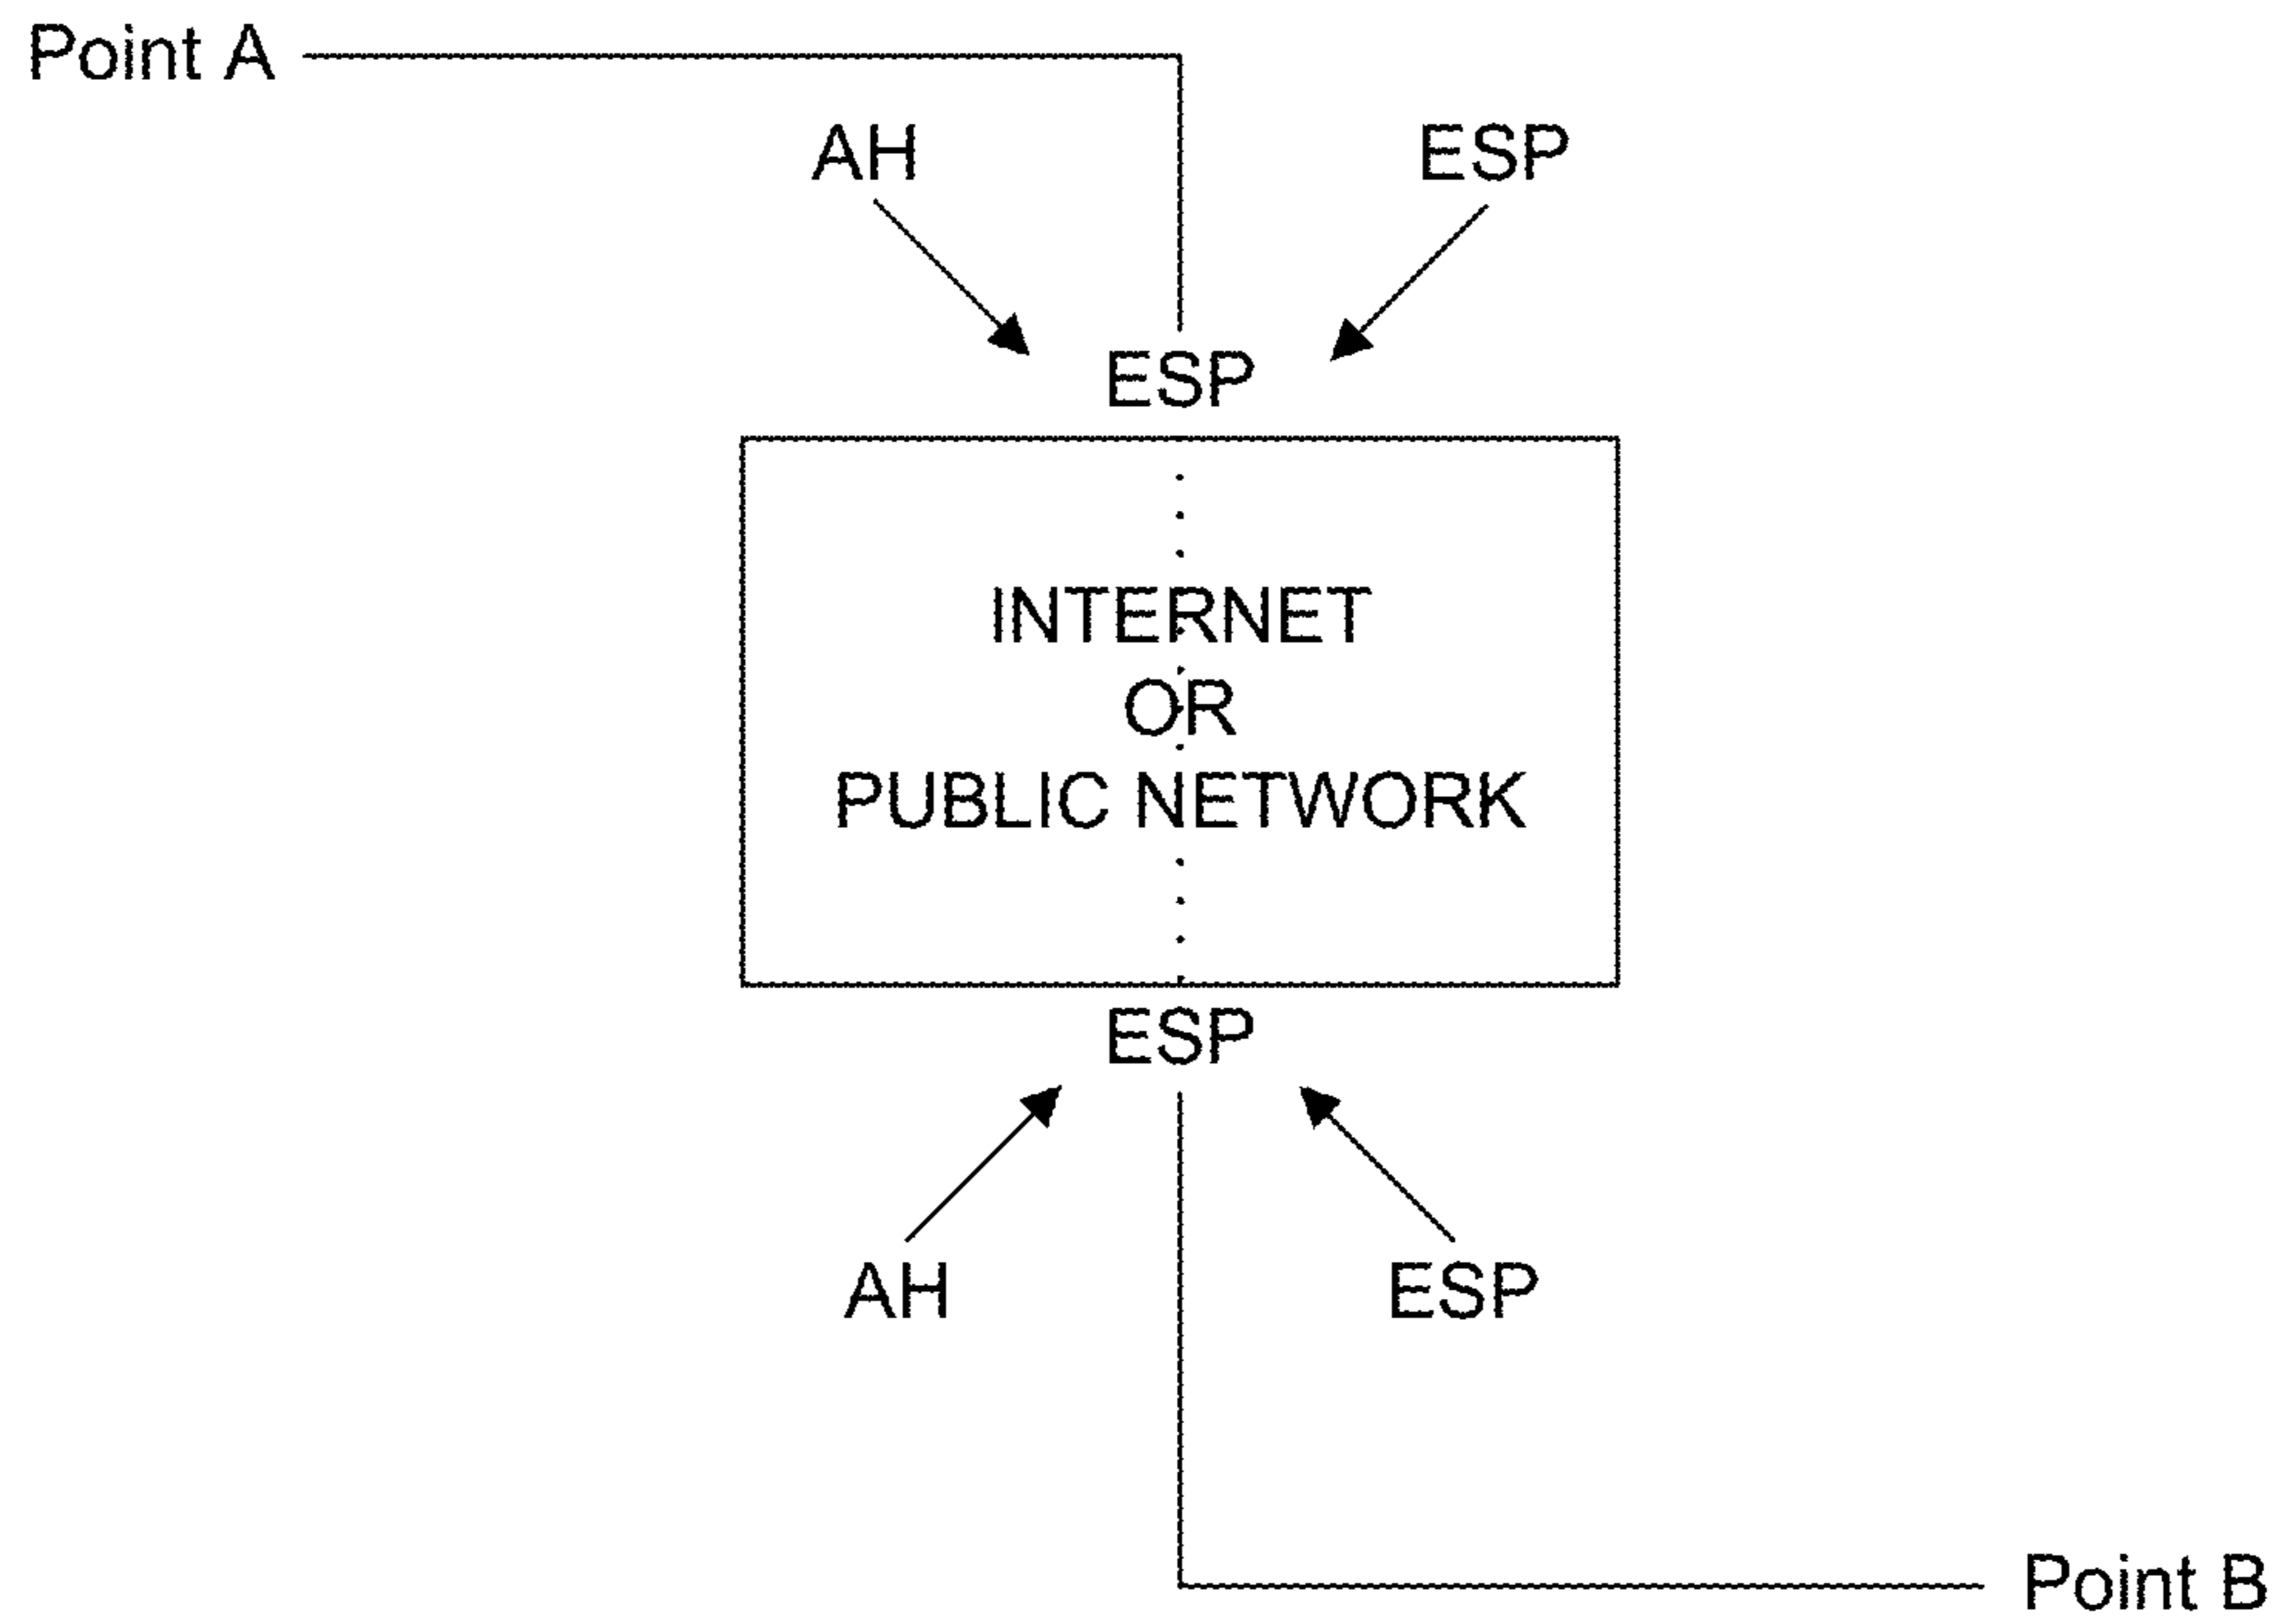 Point A
AH
ESP
ESP
INTERNET
OR
PUBLIC NETWORK
ESP
AH
ESP
Point B